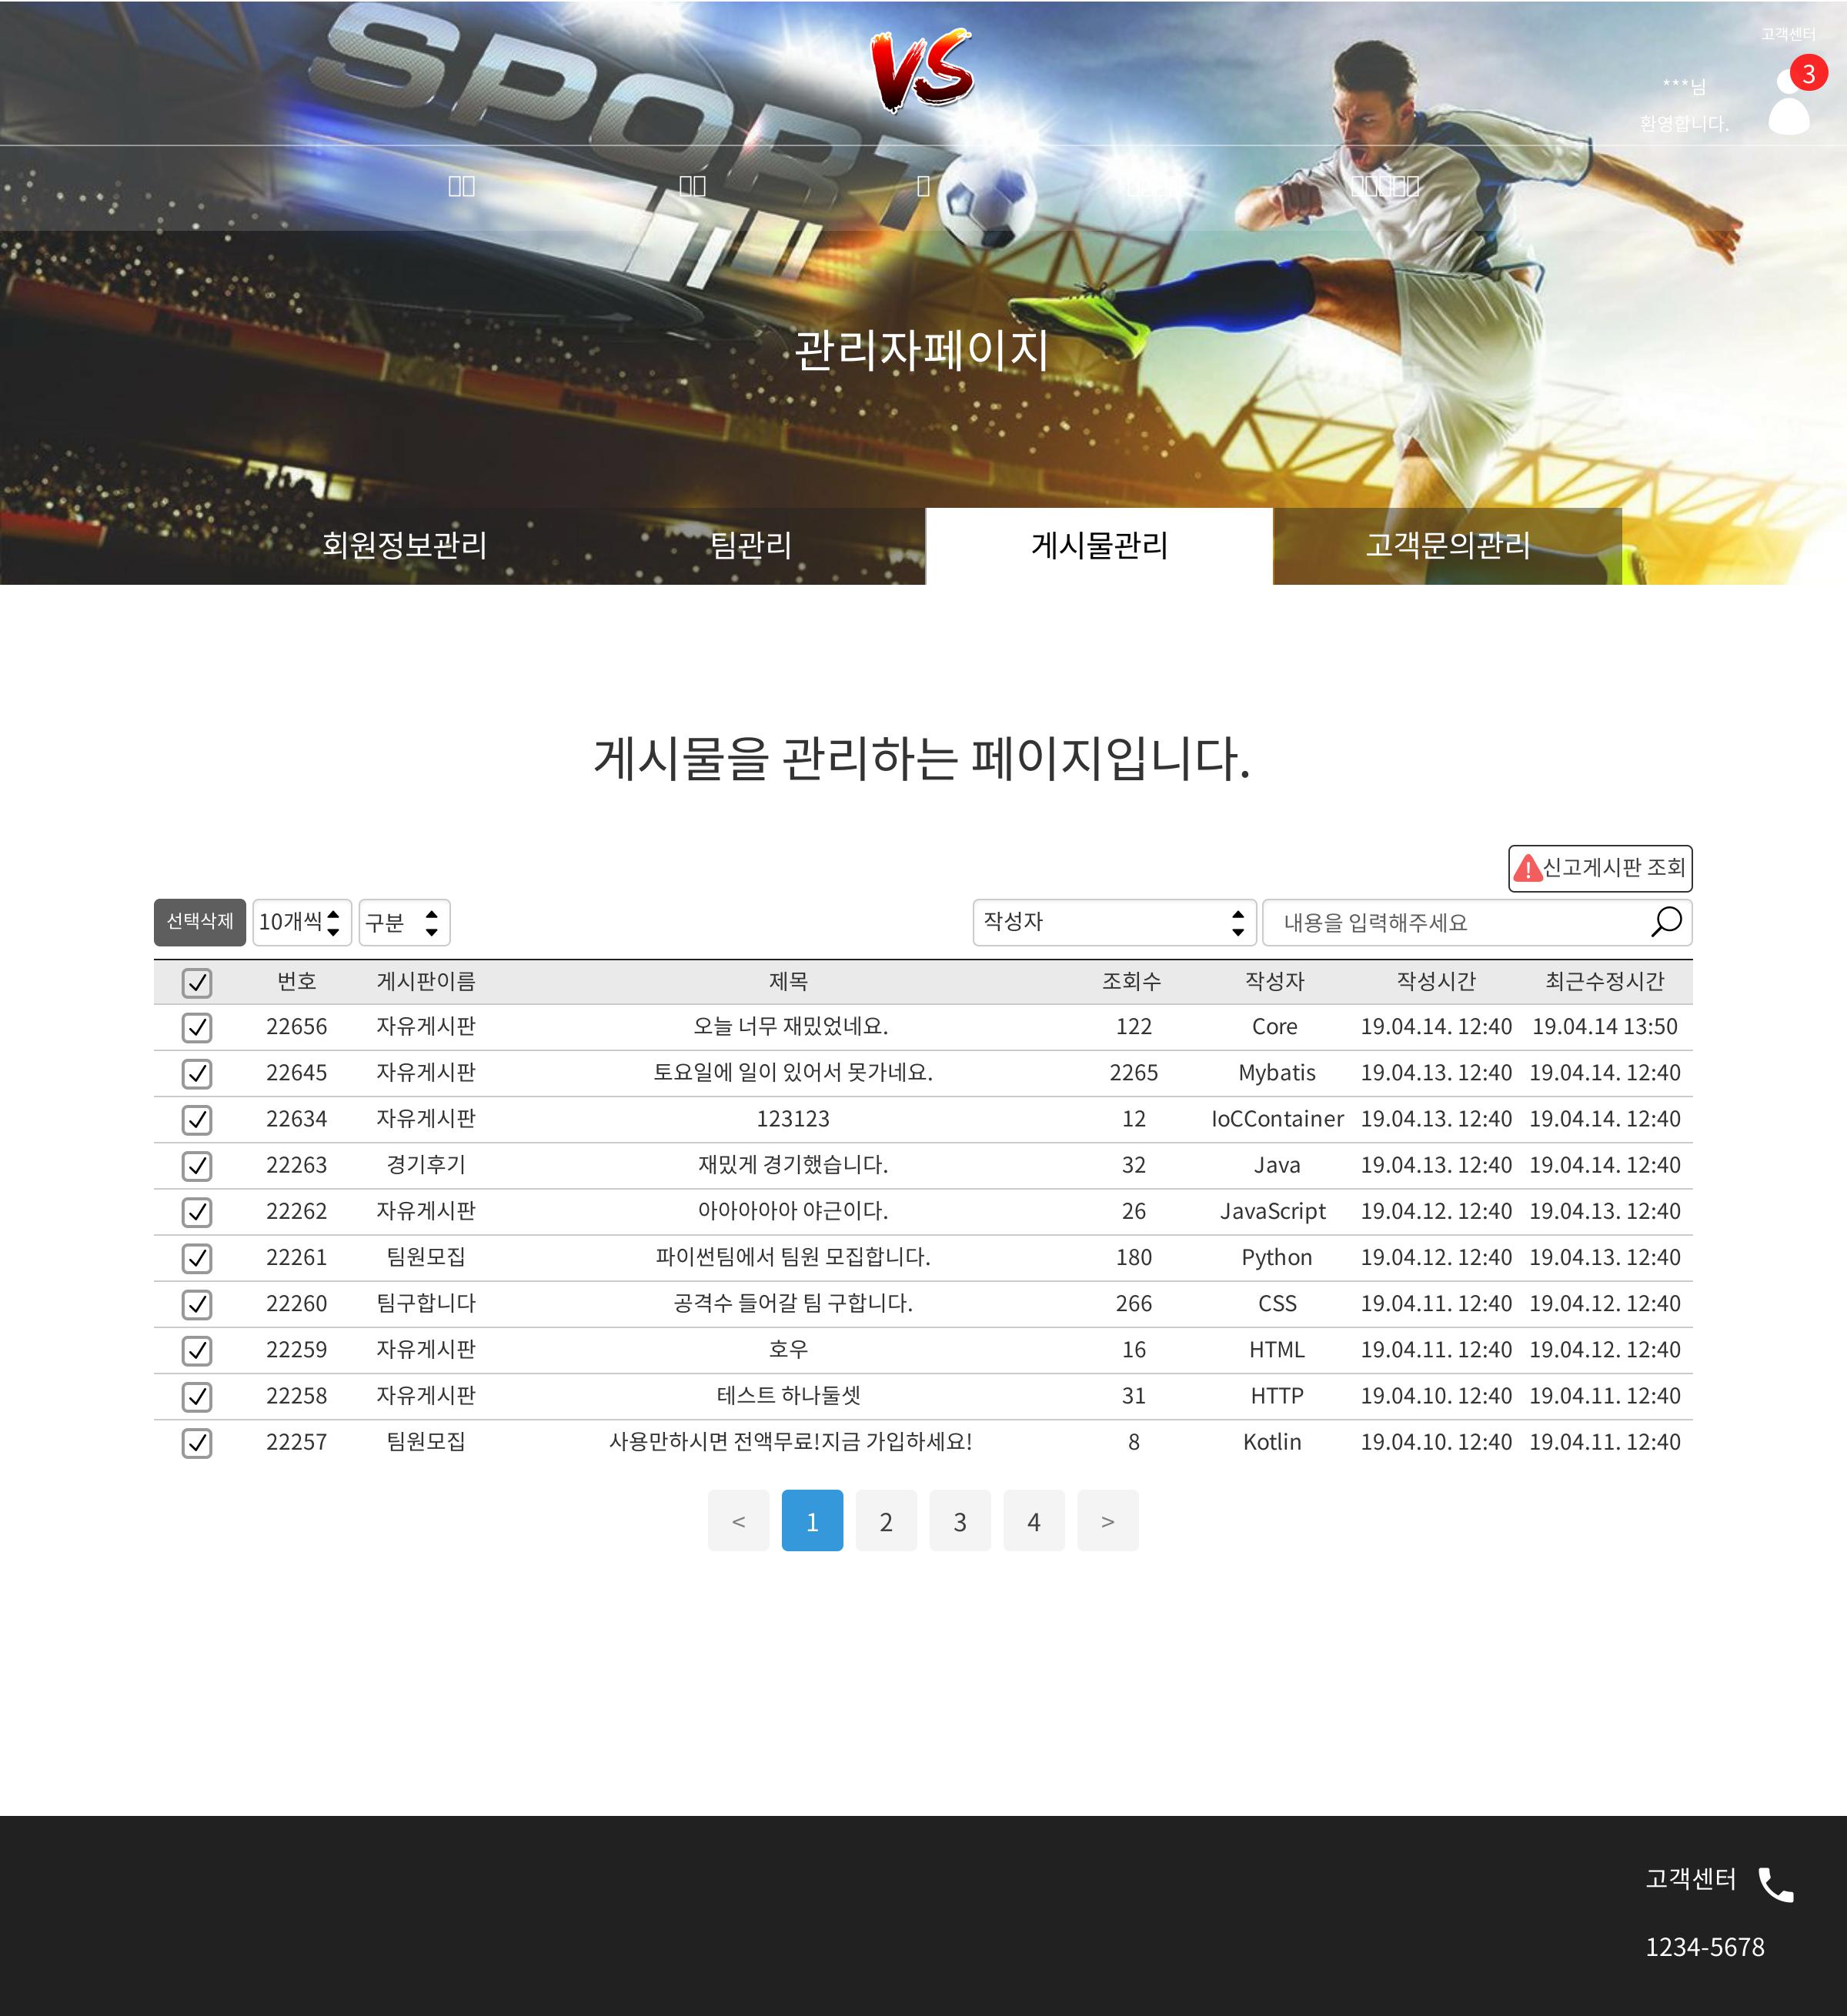 SPORT
VS
고객센터
3
***님
환영합니다.
관리자페이지
회원정보관리 팀관리 게시물관리 고객문의관리
게시물을 관리하는 페이지입니다.
신고게시판 조회
선택삭제 10개씩 구분 작성자 내용을 입력해주세요
번호 게시판이름 제목 조회수 작성자 작성시간 최근수정시간
22656 자유게시판 오늘 너무 재밌었네요. 122 Core 19.04.14. 12:40 19.04.14 13:50
22645 자유게시판 토요일에 일이 있어서 못가네요. 2265 Mybatis 19.04.13. 12:40 19.04.14. 12:40
22634 자유게시판 123123 12 IoCContainer 19.04.13. 12:40 19.04.14. 12:40
22263 경기후기 재밌게 경기했습니다. 32 Java 19.04.13. 12:40 19.04.14. 12:40
22262 자유게시판 아아아아아 야근이다. 26 JavaScript 19.04.12. 12:40 19.04.13. 12:40
22261 팀원모집 파이썬팀에서 팀원 모집합니다. 180 Python 19.04.12. 12:40 19.04.13. 12:40
22260 팀구합니다 공격수 들어갈 팀 구합니다. 266 CSS 19.04.11. 12:40 19.04.12. 12:40
22259 자유게시판 호우 16 HTML 19.04.11. 12:40 19.04.12. 12:40
22258 자유게시판 테스트 하나둘셋 31 HTTP 19.04.10. 12:40 19.04.11. 12:40
22257 팀원모집 사용만하시면 전액무료!지금 가입하세요! 8 Kotlin 19.04.10. 12:40 19.04.11. 12:40
< 1 2 3 4 >
고객센터
1234-5678